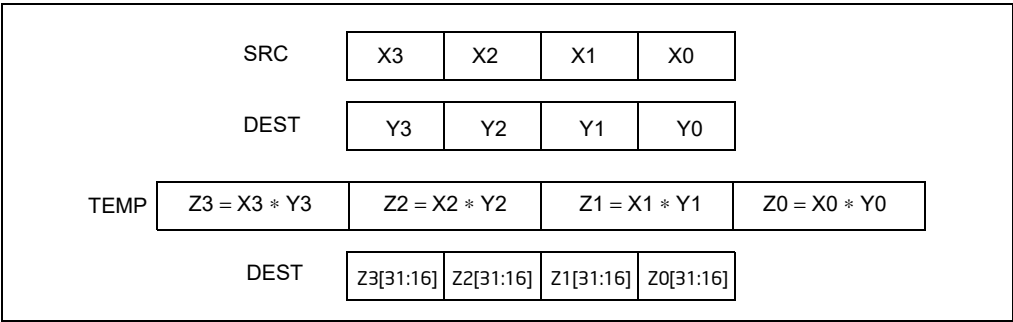 SRC X3 X2 X1 X0
DEST Y3 Y2 Y1 Y0
TEMP Z3 = X3 ∗ Y3 Z2 = X2 ∗ Y2 Z1 = X1 ∗ Y1 Z0 = X0 ∗ Y0
DEST Z3[31:16] Z2[31:16] Z1[31:16] Z0[31:16]